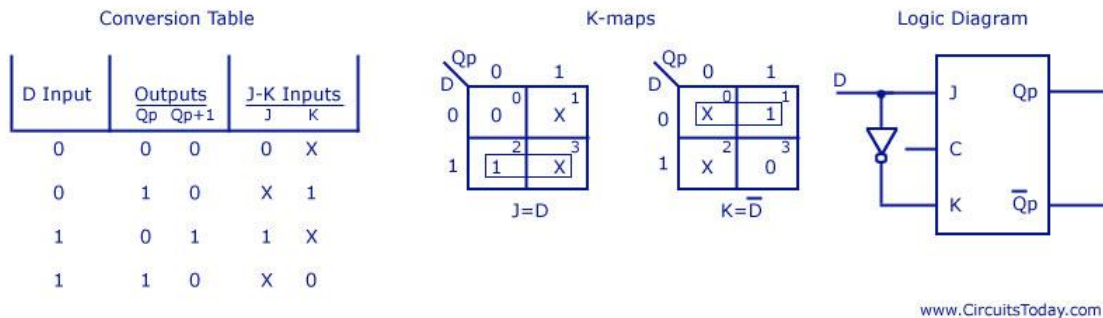 Conversion Table
D Input Outputs J-K Inputs
Qp Qp+1 J K
0 0 0 0 X
0 1 0 X 1
1 0 1 1 X
1 1 0 X 0
K-maps
Qp
D 0 1
0 0 0 X 1
1 1 2 X 3
J=D
Qp
D 0 1
0 X 0 1 1
1 X 2 0 3
K=D̅
Logic Diagram
D J Qp
C
K Q̅p
www.CircuitsToday.com